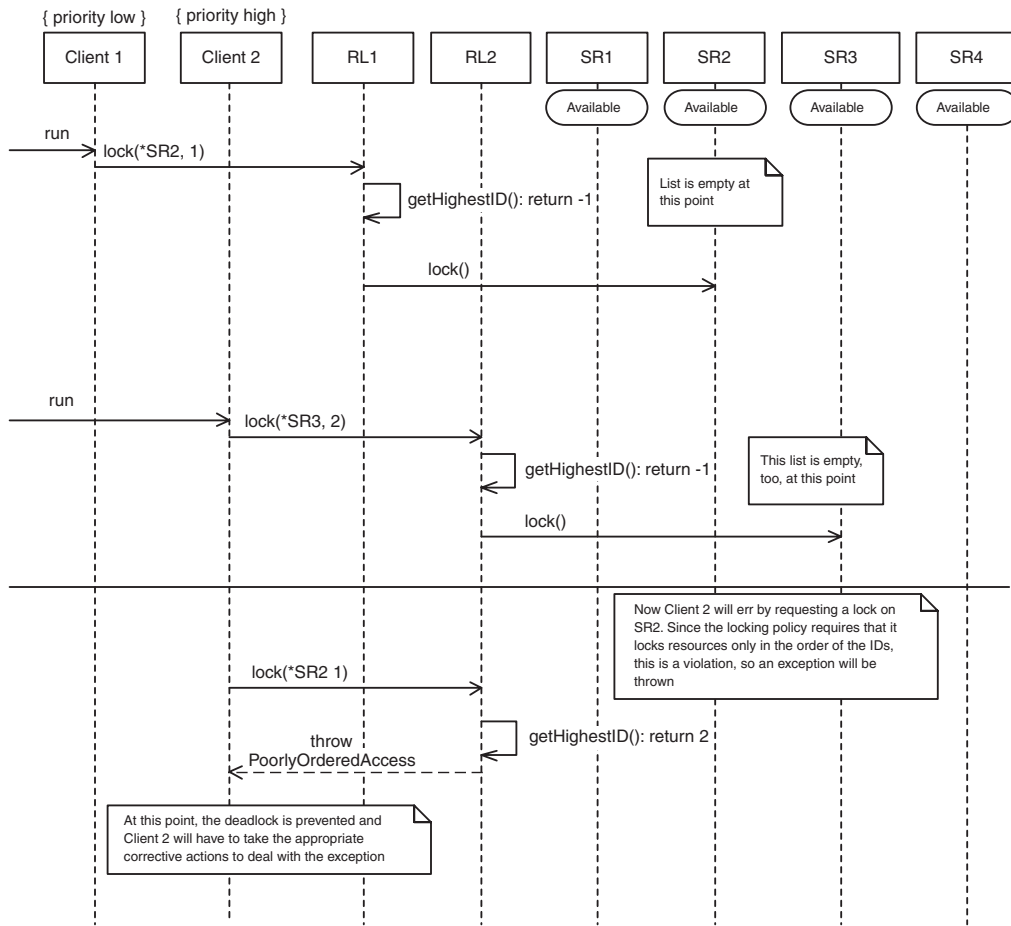 { priority low }
{ priority high }
Client 1
Client 2
RL1
RL2
SR1
SR2
SR3
SR4
Available
Available
Available
Available
run
lock(*SR2, 1)
getHighestID(): return -1
List is empty at
this point
lock()
run
lock(*SR3, 2)
getHighestID(): return -1
This list is empty,
too, at this point
lock()
Now Client 2 will err by requesting a lock on
SR2. Since the locking policy requires that it
locks resources only in the order of the IDs,
this is a violation, so an exception will be
thrown
lock(*SR2 1)
getHighestID(): return 2
throw
PoorlyOrderedAccess
At this point, the deadlock is prevented and
Client 2 will have to take the appropriate
corrective actions to deal with the exception